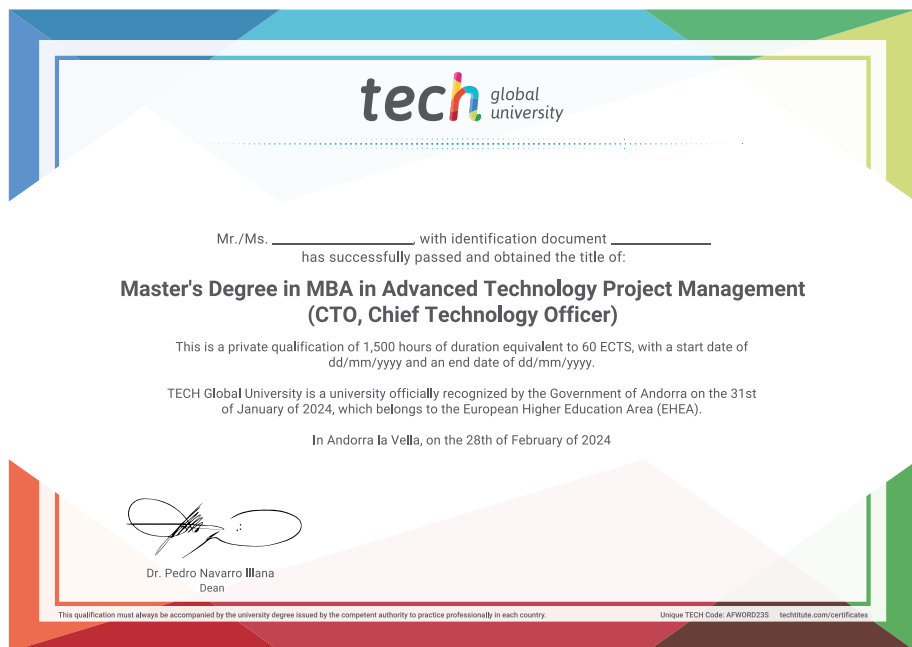 tech global
university
Mr./Ms. ____________, with identification document ____________
has successfully passed and obtained the title of:
Master's Degree in MBA in Advanced Technology Project Management
(CTO, Chief Technology Officer)
This is a private qualification of 1,500 hours of duration equivalent to 60 ECTS, with a start date of
dd/mm/yyyy and an end date of dd/mm/yyyy.
TECH Global University is a university officially recognized by the Government of Andorra on the 31st
of January of 2024, which belongs to the European Higher Education Area (EHEA).
In Andorra la Vella, on the 28th of February of 2024
Dr. Pedro Navarro Illana
Dean
This qualification must always be accompanied by the university degree issued by the competent authority to practice professionally in each country.
Unique TECH Code: AFWORD23S techtitute.com/certificates